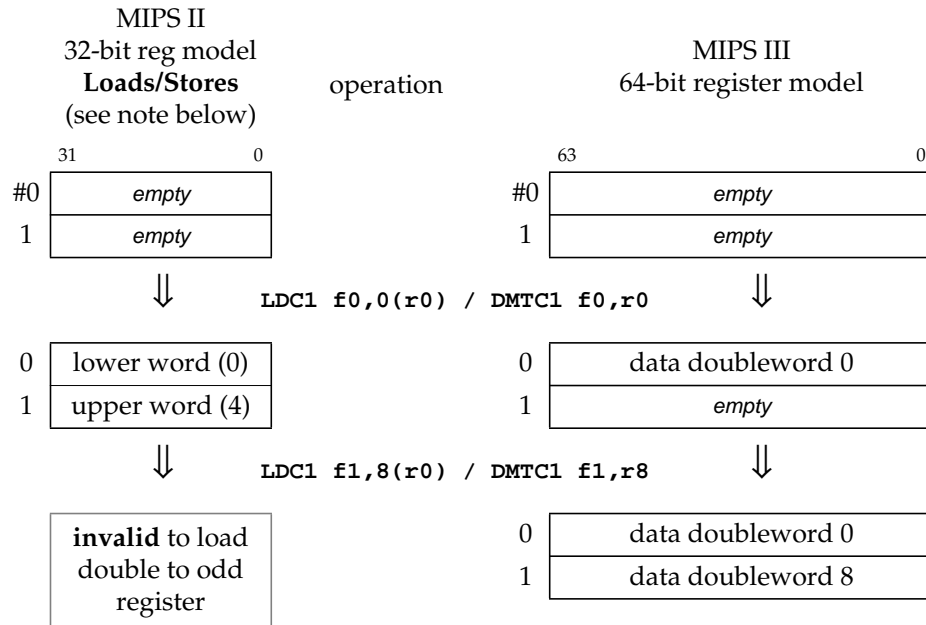 MIPS II
32-bit reg model
Loads/Stores
(see note below)
operation
MIPS III
64-bit register model
31 0
63 0
#0 empty
1 empty
#0 empty
1 empty
⇓ LDC1 f0,0(r0) / DMTC1 f0,r0 ⇓
0 lower word (0)
1 upper word (4)
0 data doubleword 0
1 empty
⇓ LDC1 f1,8(r0) / DMTC1 f1,r8 ⇓
invalid to load
double to odd
register
0 data doubleword 0
1 data doubleword 8